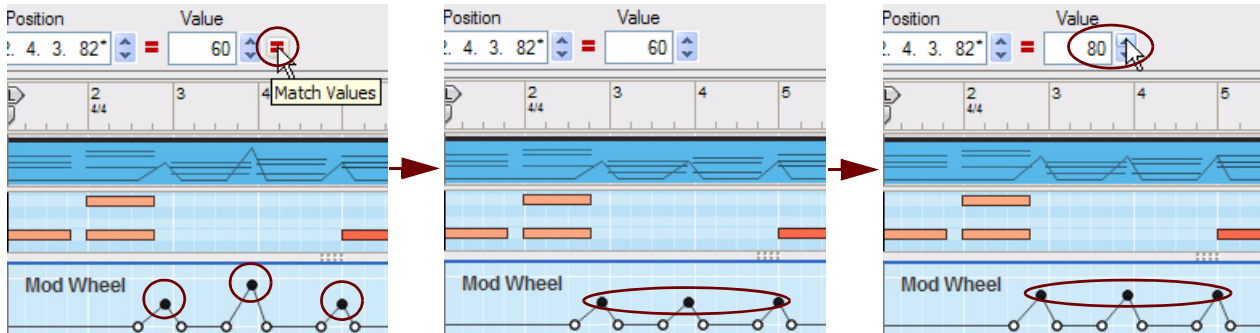 Position Value
2. 4. 3. 82* = 60 =
Match Values
2 3 4
4/4
Mod Wheel
Position Value
2. 4. 3. 82* = 60
L 2 3 4 5
4/4
Mod Wheel
Position Value
2. 4. 3. 82* = 80
L 2 3 4 5
4/4
Mod Wheel